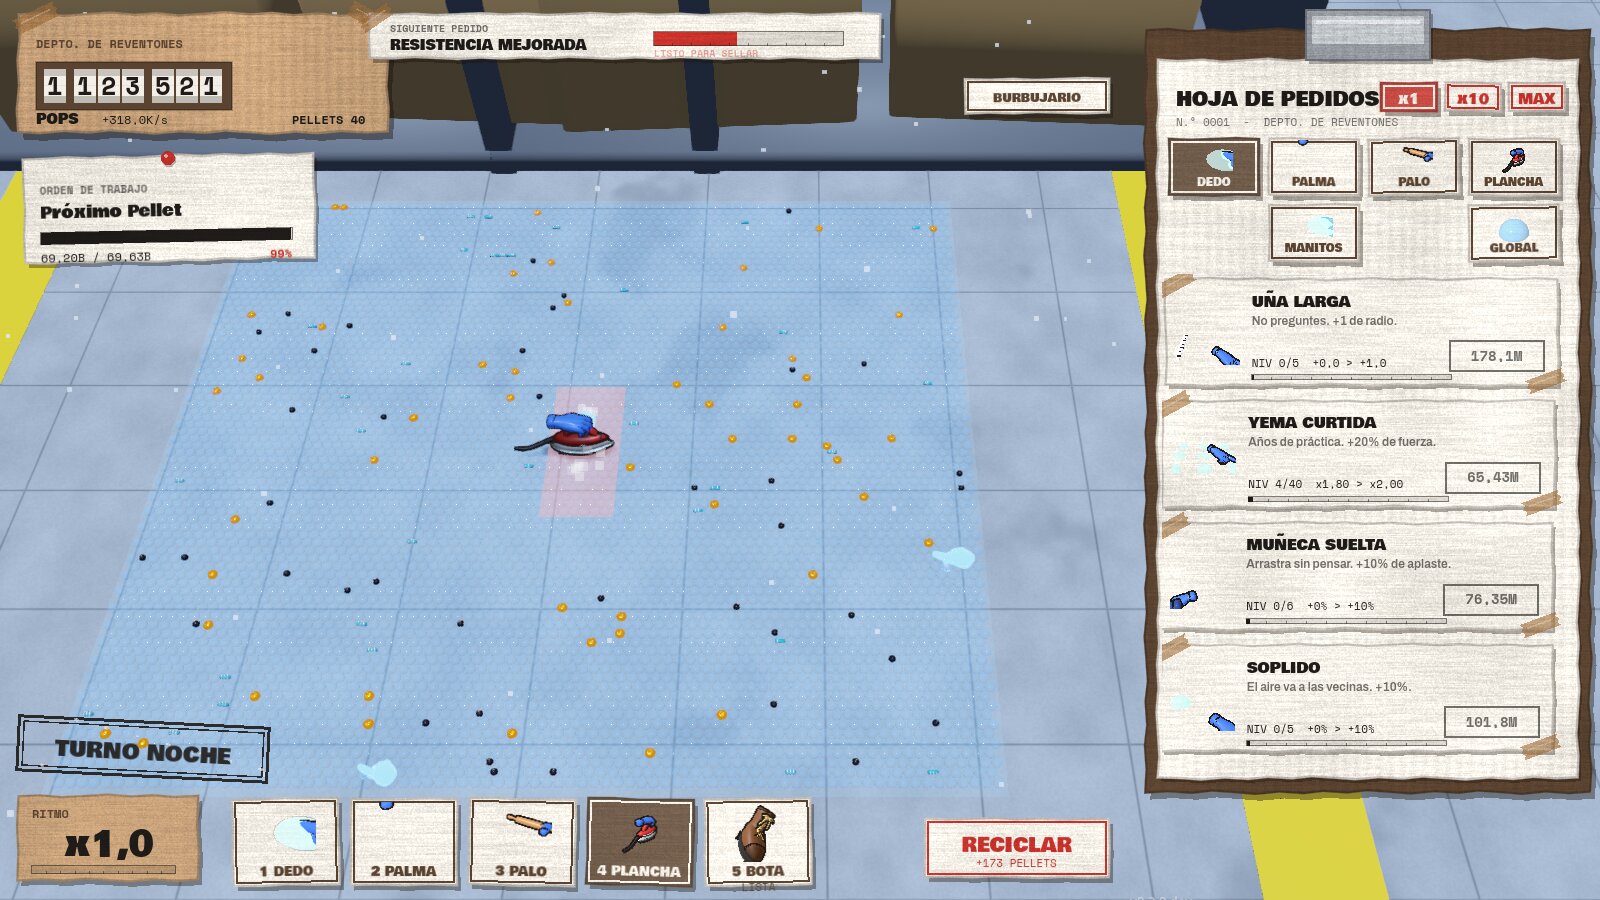 DEPTO. DE REVENTONES
1 123 521
POPS +318.0K/s PELLETS 40
SIGUIENTE PEDIDO
RESISTENCIA MEJORADA
LISTO PARA SELLAR
BURBUJARIO
ORDEN DE TRABAJO
Próximo Pellet
69.20B / 69.63B 99%
HOJA DE PEDIDOS x1 x10 MAX
N.° 0001 - DEPTO. DE REVENTONES
DEDO PALMA PALO PLANCHA
MANITOS GLOBAL
UÑA LARGA
No preguntes. +1 de radio.
NIV 0/5 +0,0 > +1,0 178,1M
YEMA CURTIDA
Años de práctica. +20% de fuerza.
NIV 4/40 x1,80 > x2,00 65,43M
MUÑECA SUELTA
Arrastra sin pensar. +10% de aplaste.
NIV 0/6 +0% > +10% 76,35M
SOPLIDO
El aire va a las vecinas. +10%.
NIV 0/5 +0% > +10% 101,8M
TURNO NOCHE
RITMO
x1,0
1 DEDO 2 PALMA 3 PALO 4 PLANCHA 5 BOTA
LISTA
RECICLAR
+173 PELLETS